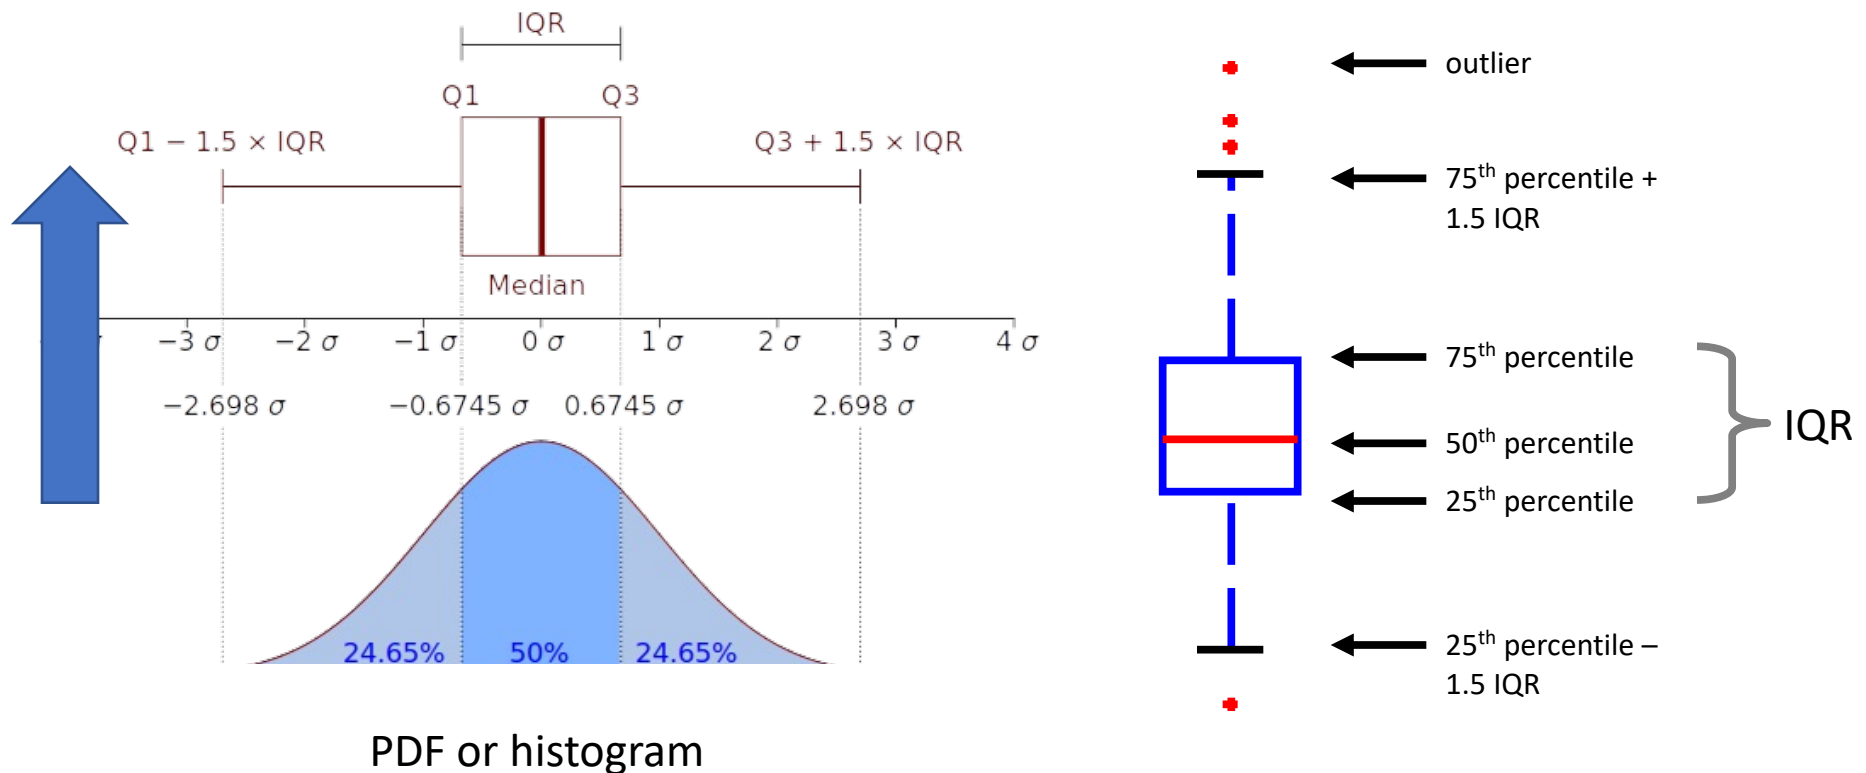 IQR
Q1 Q3
Q1 − 1.5 × IQR Q3 + 1.5 × IQR
Median
−3 σ −2 σ −1 σ 0 σ 1 σ 2 σ 3 σ 4 σ
−2.698 σ −0.6745 σ 0.6745 σ 2.698 σ
24.65% 50% 24.65%
PDF or histogram
outlier
75th percentile +
1.5 IQR
75th percentile
50th percentile
25th percentile
IQR
25th percentile –
1.5 IQR